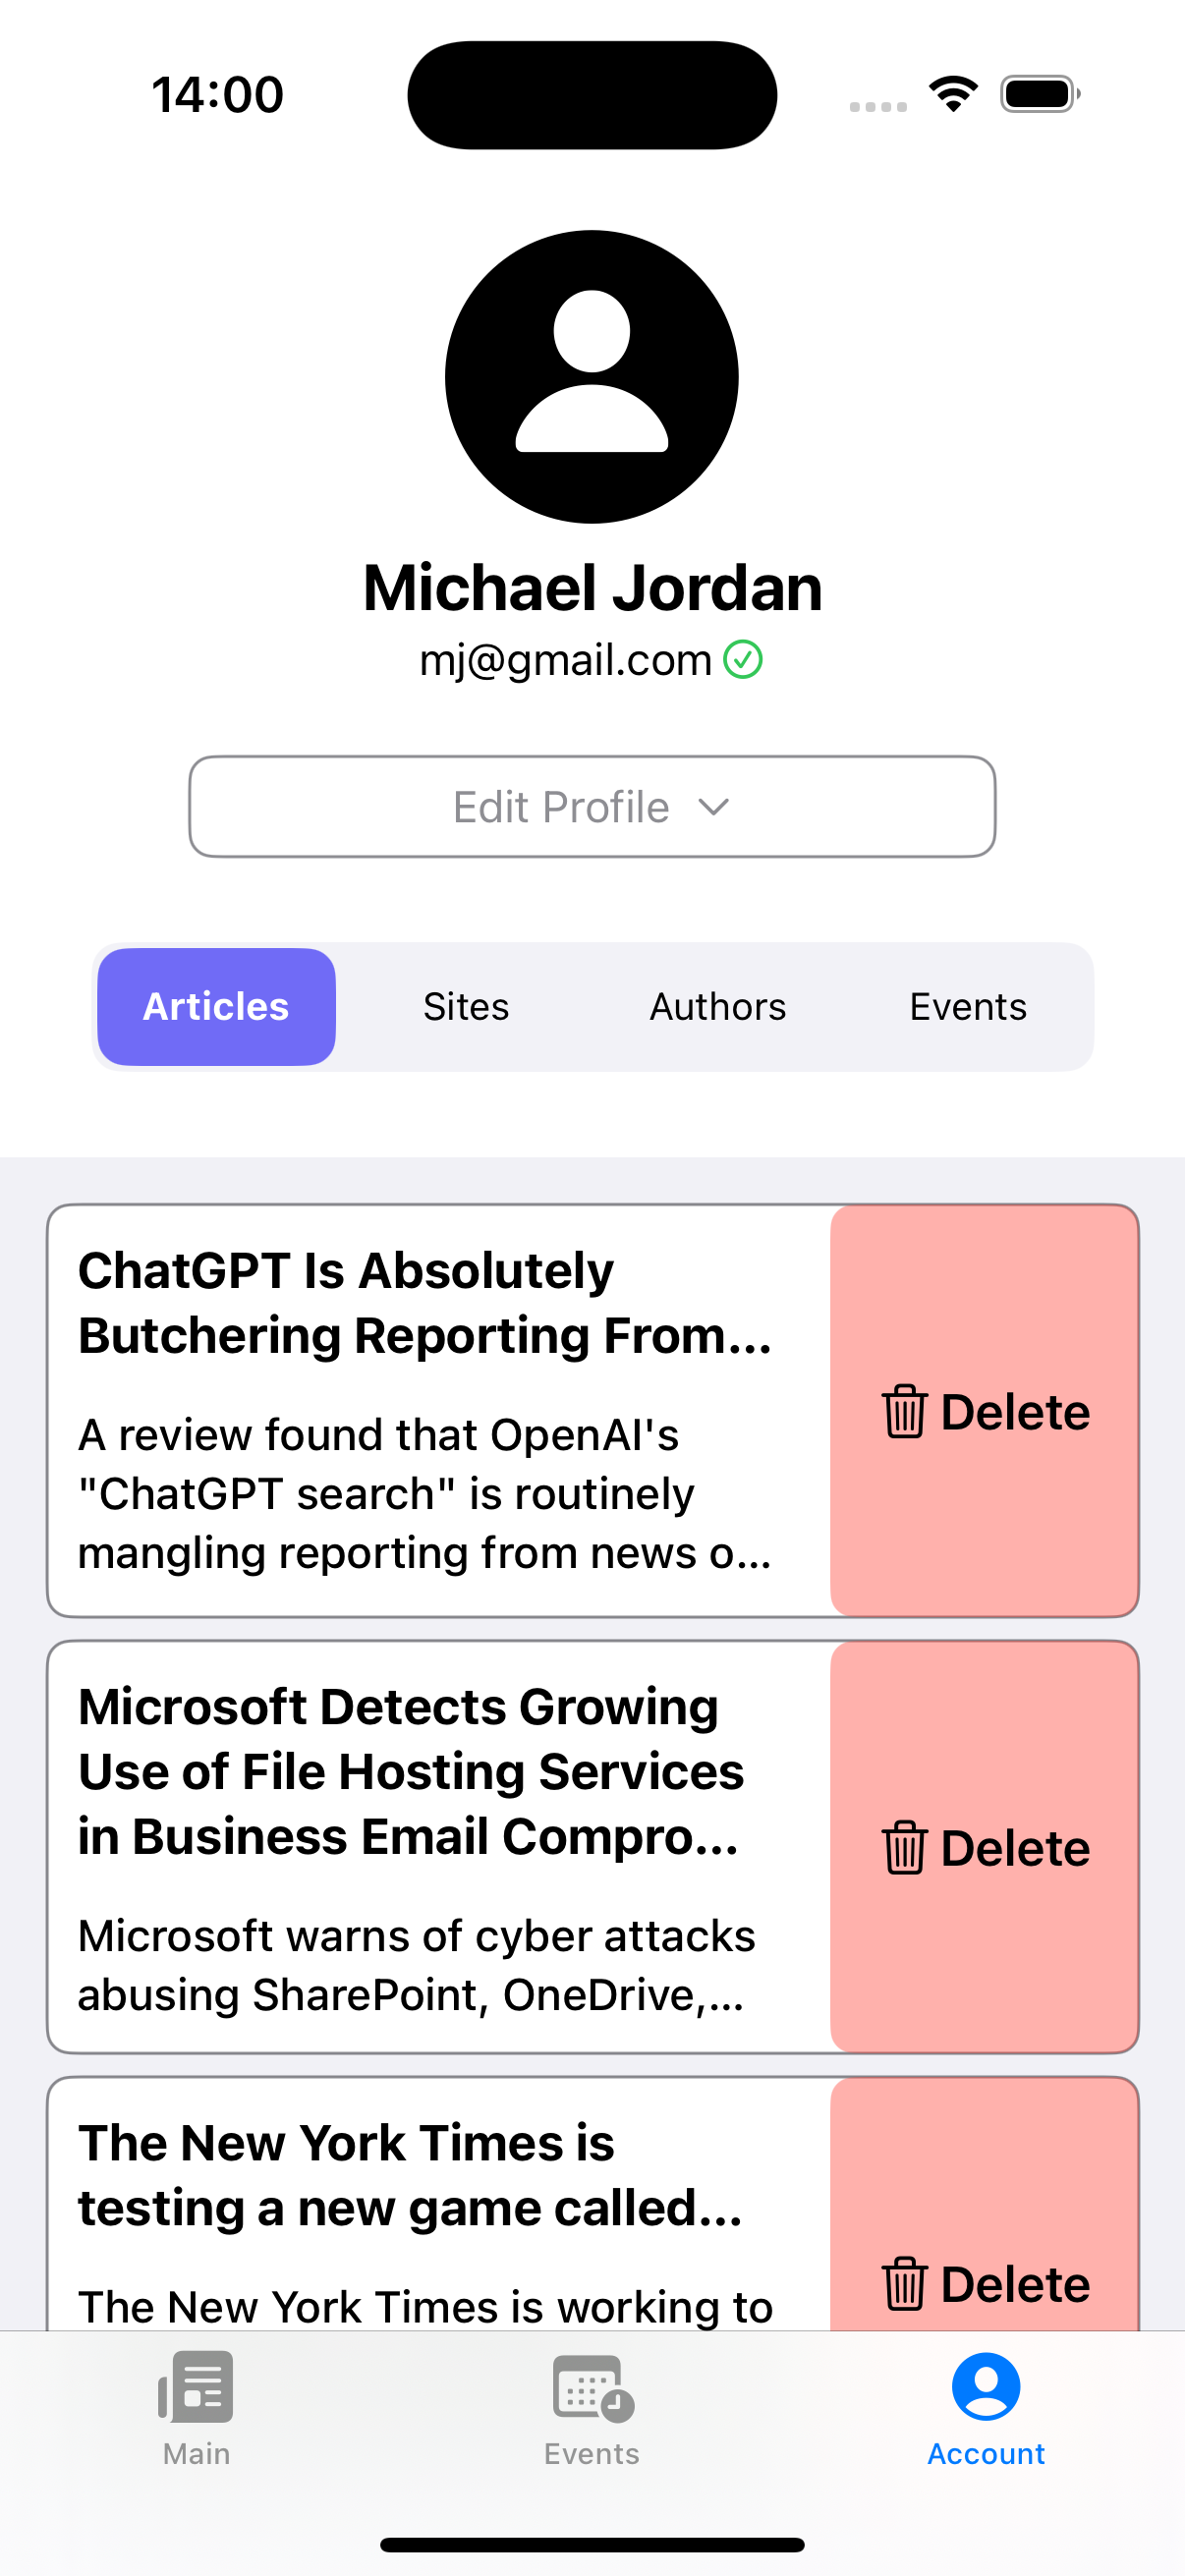 14:00
Michael Jordan
mj@gmail.com
Edit Profile
Articles Sites Authors Events
ChatGPT Is Absolutely
Butchering Reporting From...
A review found that OpenAI's
"ChatGPT search" is routinely
mangling reporting from news o...
Delete
Microsoft Detects Growing
Use of File Hosting Services
in Business Email Compro...
Microsoft warns of cyber attacks
abusing SharePoint, OneDrive,...
Delete
The New York Times is
testing a new game called...
The New York Times is working to
Delete
Main Events Account